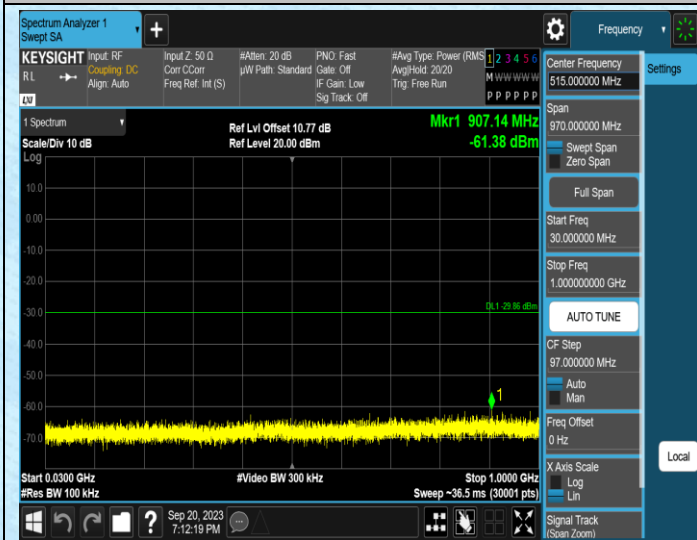 Spectrum Analyzer 1
Swept SA
+
Frequency
KEYSIGHT
RL
LXI
Input: RF
Coupling: DC
Align: Auto
Input Z: 50 Ω
Corr CCorr
Freq Ref: Int (S)
#Atten: 20 dB
µW Path: Standard
PNO: Fast
Gate: Off
IF Gain: Low
Sig Track: Off
#Avg Type: Power (RMS
Avg|Hold: 20/20
Trig: Free Run
1 2 3 4 5 6
M W W W W W
P P P P P P
1 Spectrum
Scale/Div 10 dB
Ref Lvl Offset 10.77 dB
Ref Level 20.00 dBm
Mkr1 907.14 MHz
-61.38 dBm
Log
10.0
0.00
-10.0
-20.0
-30.0
DL1 -29.86 dBm
-40.0
-50.0
-60.0
1
-70.0
Start 0.0300 GHz
#Res BW 100 kHz
#Video BW 300 kHz
Stop 1.0000 GHz
Sweep ~36.5 ms (30001 pts)
?
Sep 20, 2023
7:12:19 PM
Center Frequency
515.000000 MHz
Settings
Span
970.000000 MHz
Swept Span
Zero Span
Full Span
Start Freq
30.000000 MHz
Stop Freq
1.000000000 GHz
AUTO TUNE
CF Step
97.000000 MHz
Auto
Man
Freq Offset
0 Hz
Local
X Axis Scale
Log
Lin
Signal Track
(Span Zoom)